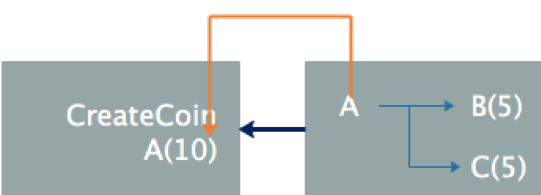 CreateCoin
A(10)
A B(5)
C(5)